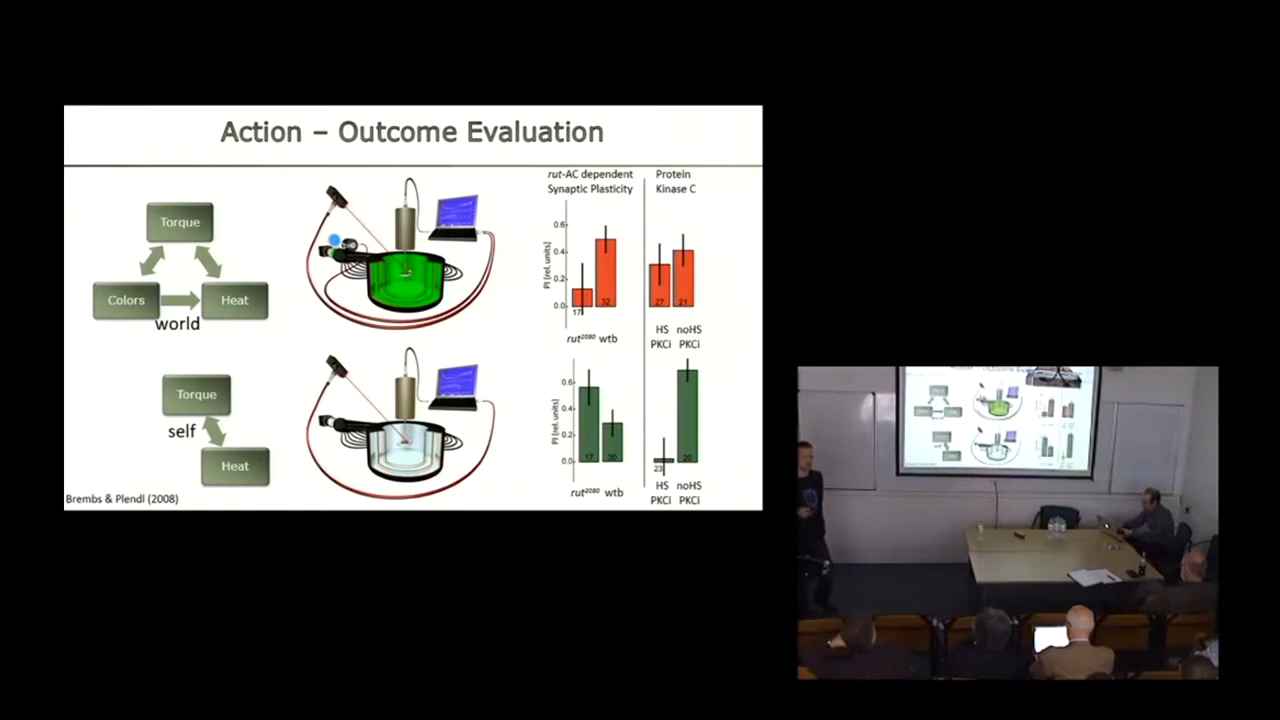 Action – Outcome Evaluation
rut-AC dependent
Synaptic Plasticity
Protein
Kinase C
Torque
Colors
Heat
world
PI [rel. units]
0.6
0.4
0.2
0.0
17
32
27
21
rut2080 wtb
HS noHS
PKCi PKCi
Torque
self
Heat
PI [rel. units]
0.6
0.4
0.2
0.0
17
30
23
20
rut2080 wtb
HS noHS
PKCi PKCi
Brembs & Plendl (2008)